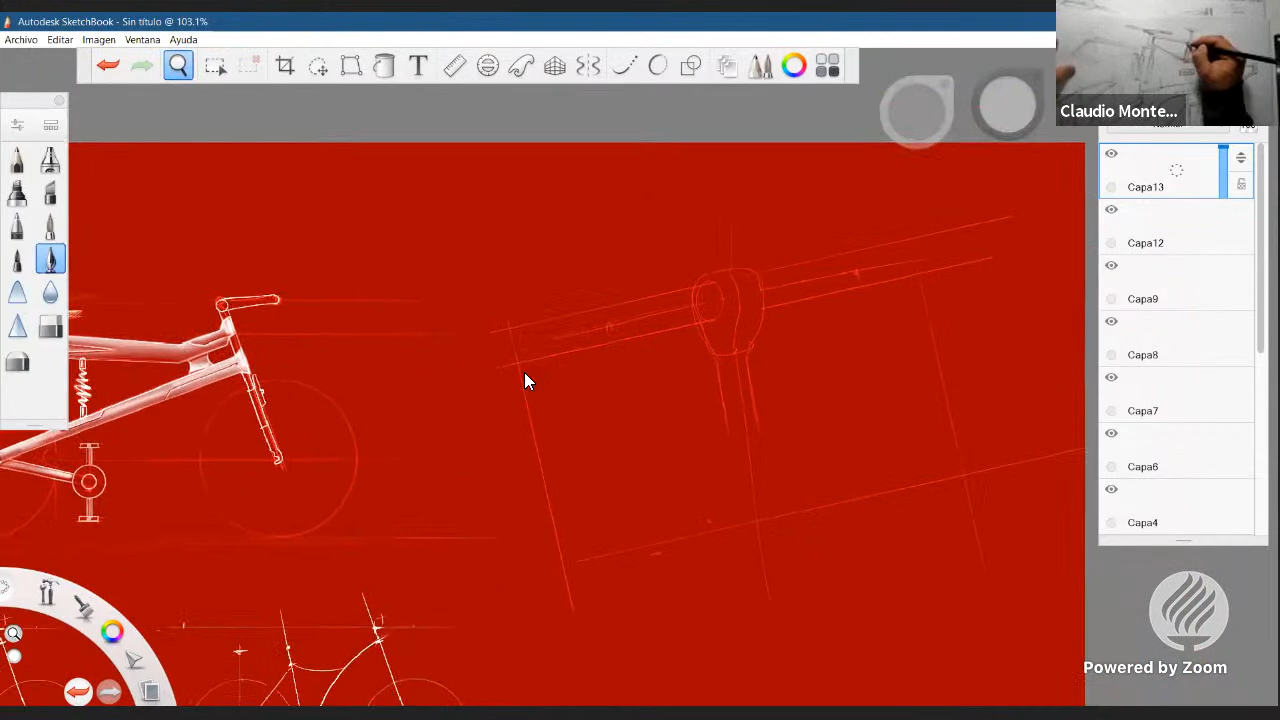 Autodesk SketchBook - Sin título @ 103.1%
Archivo Editar Imagen Ventana Ayuda
Claudio Monte...
Capa13
Capa12
Capa9
Capa8
Capa7
Capa6
Capa4
Powered by Zoom